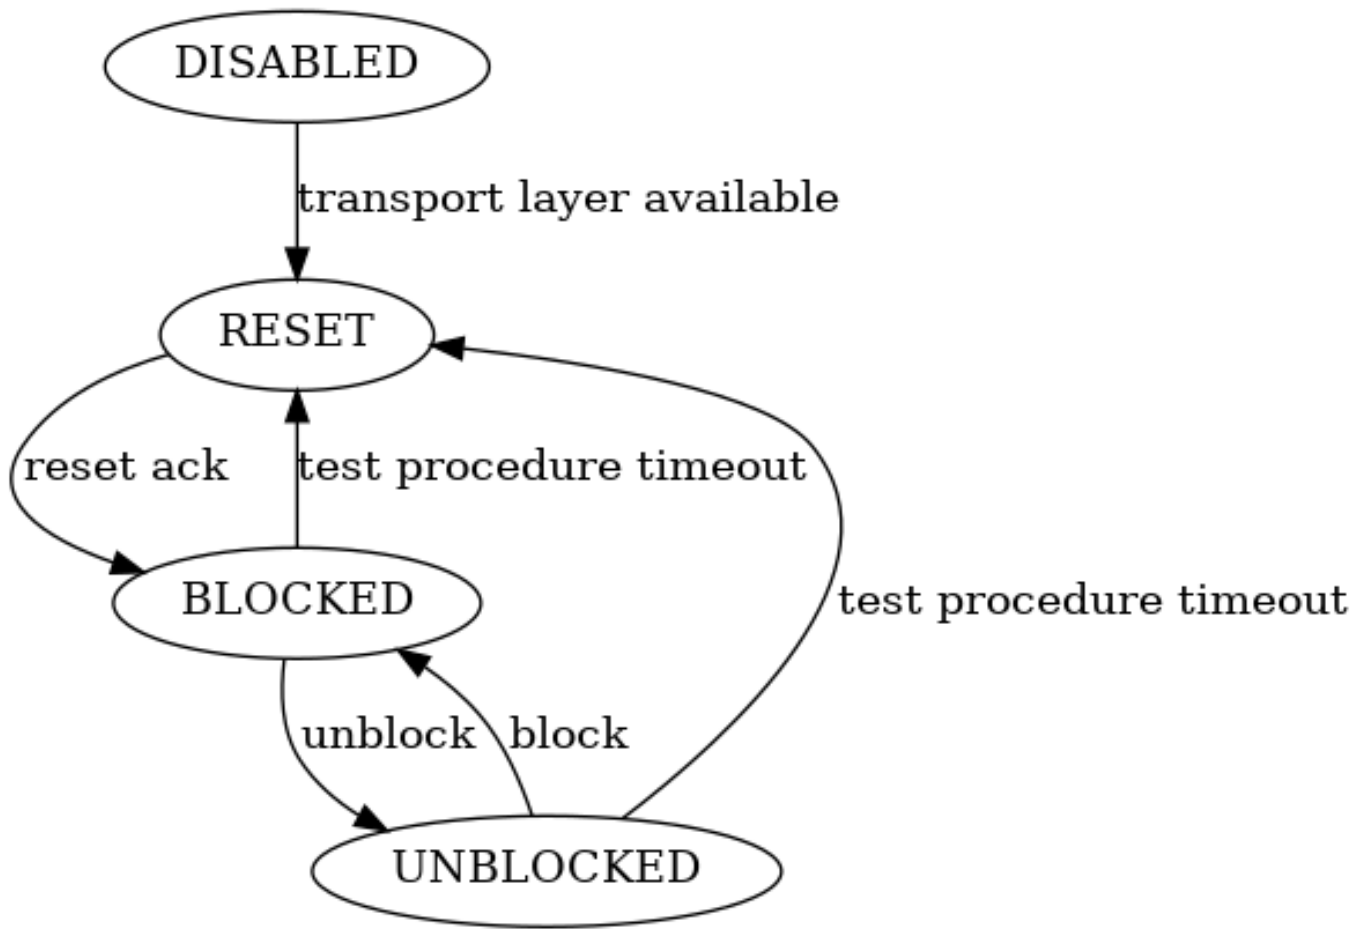 DISABLED
transport layer available
RESET
reset ack
test procedure timeout
BLOCKED
test procedure timeout
unblock
block
UNBLOCKED